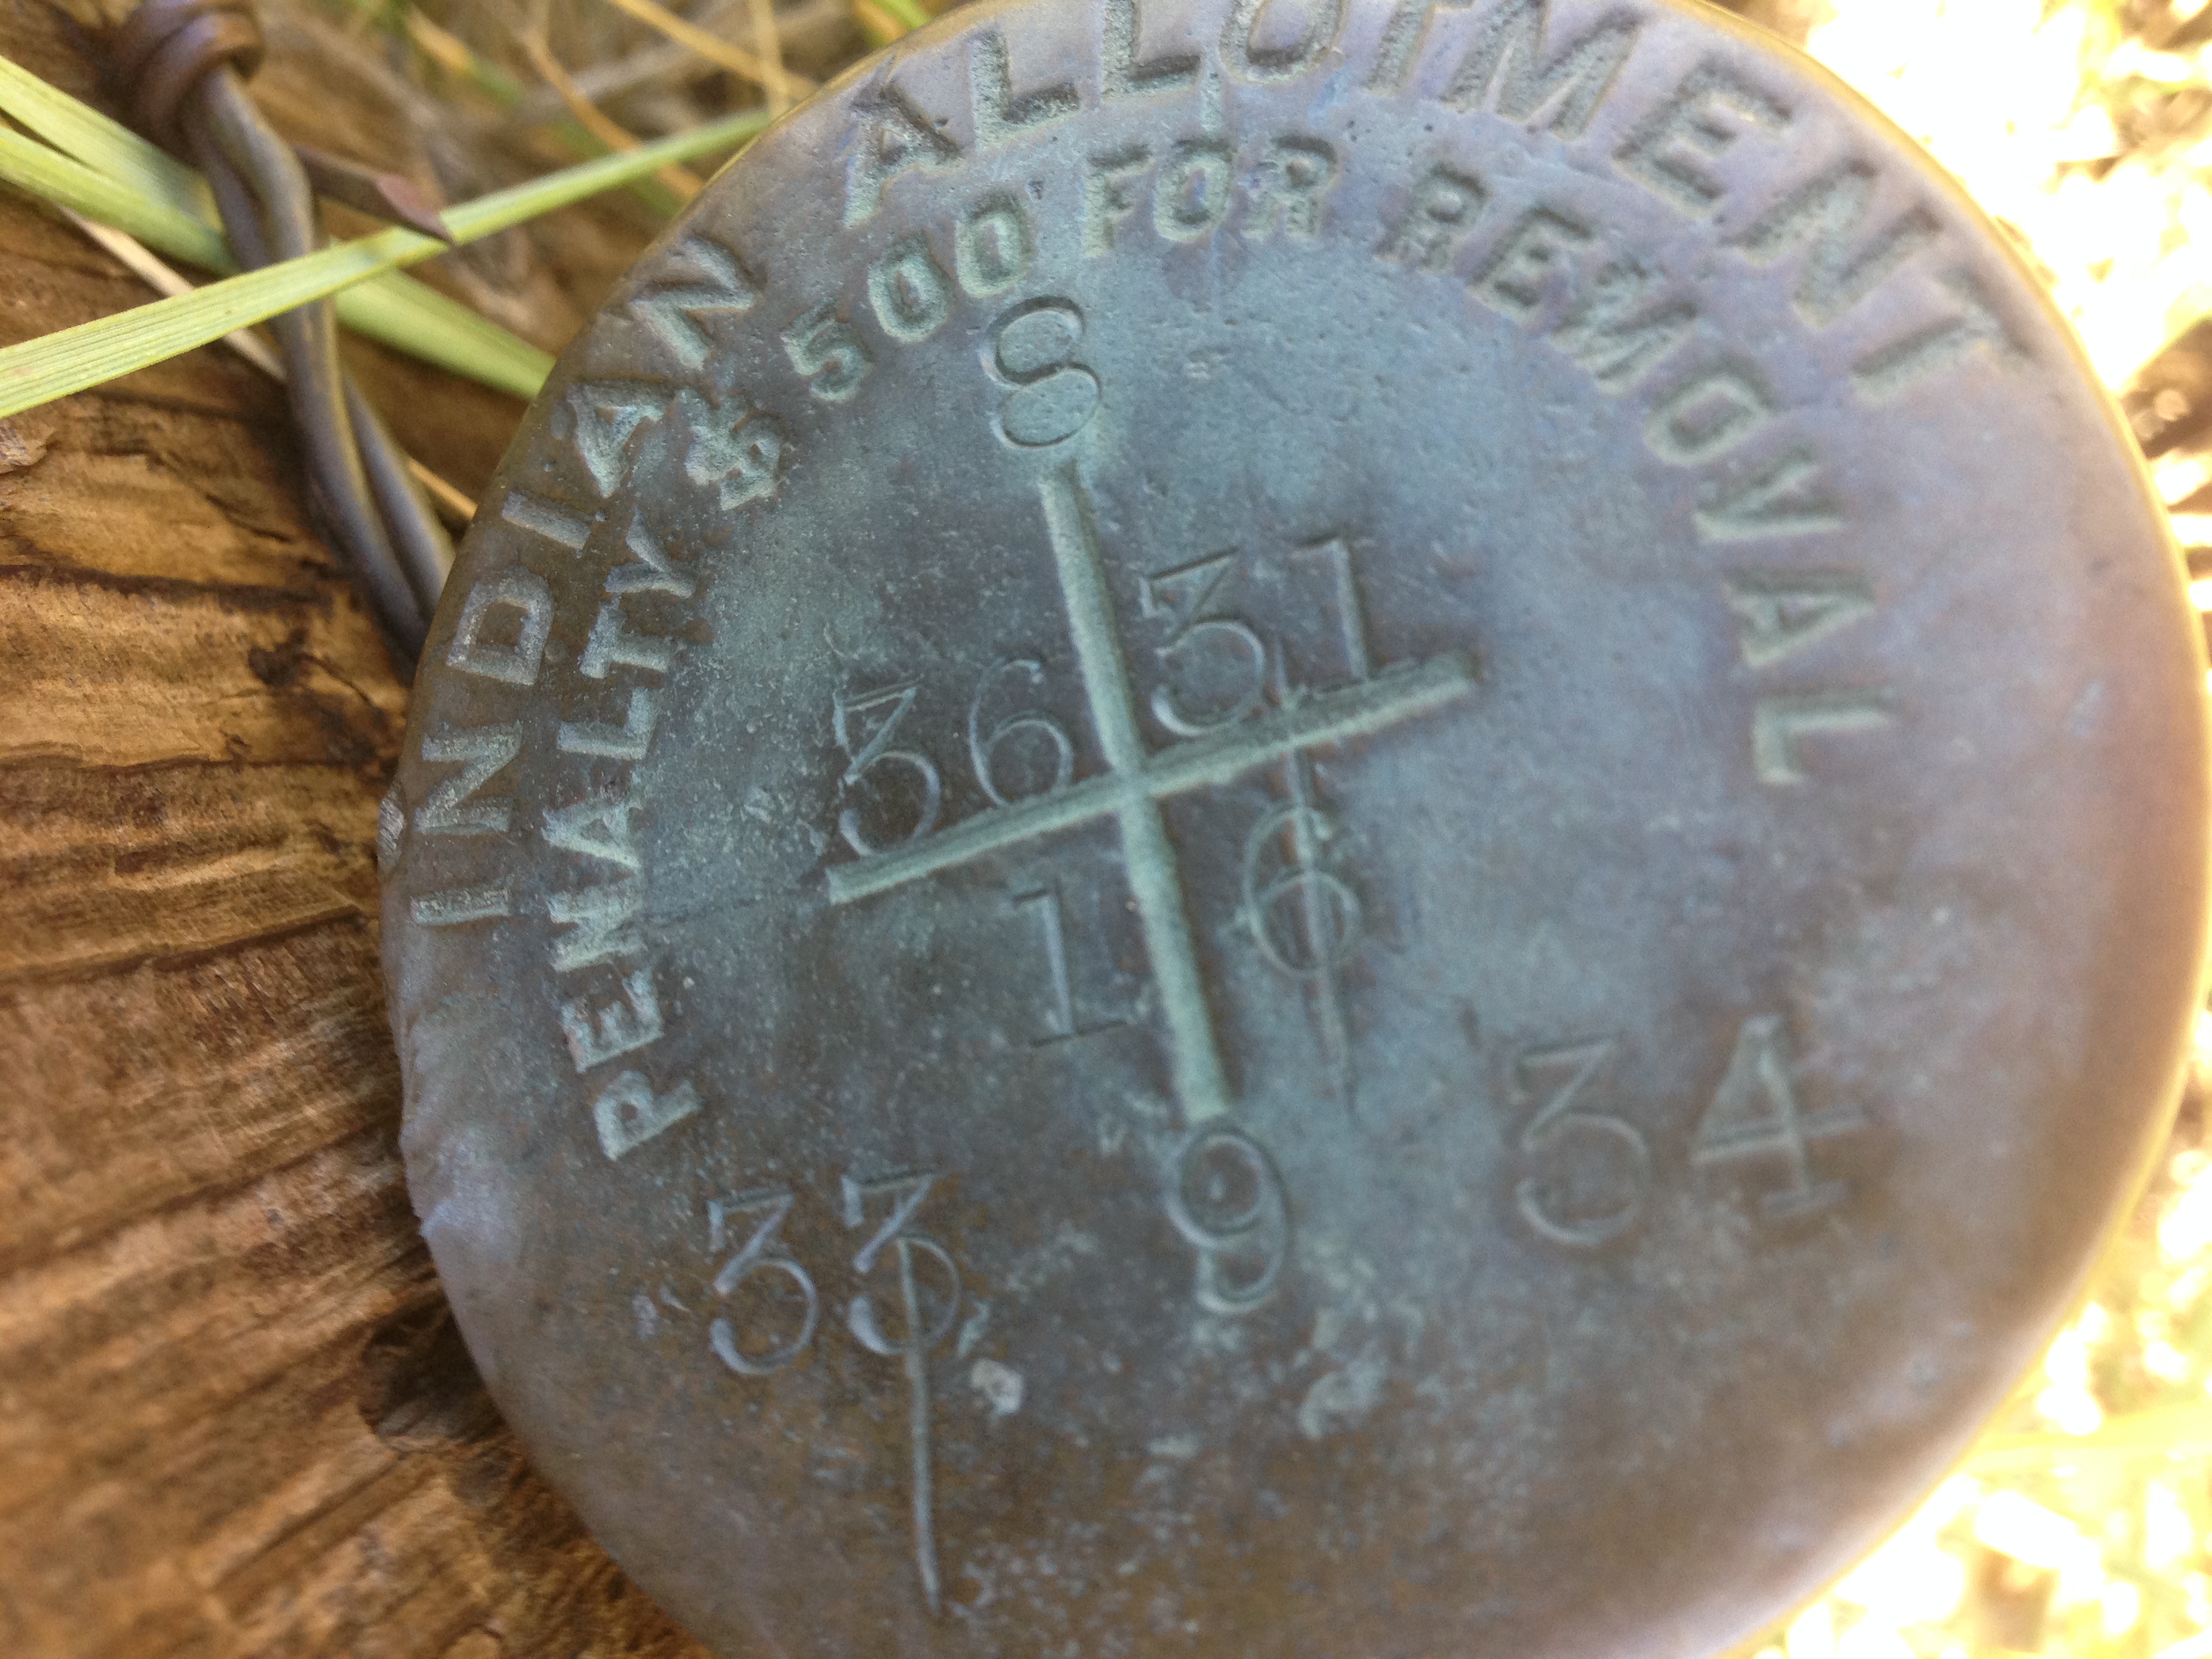 INDIAN ALLOTMENT
PENALTY $500 FOR REMOVAL
8
36 31
1 6
9
33 34